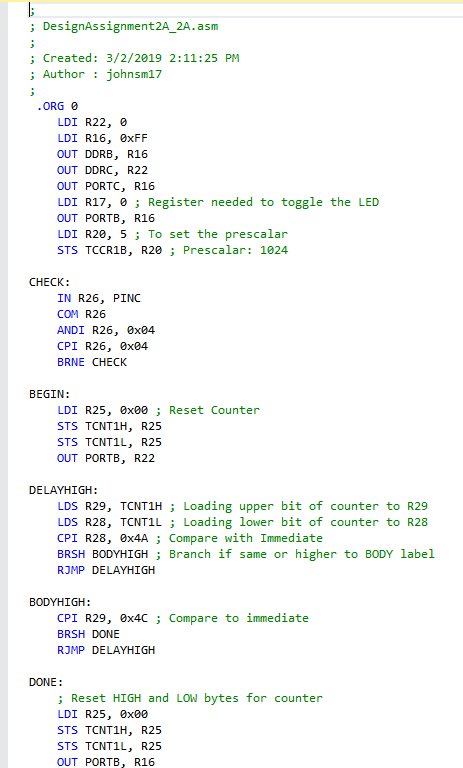 ;
; DesignAssignment2A_2A.asm
;
; Created: 3/2/2019 2:11:25 PM
; Author : johnsm17
;
.ORG 0
LDI R22, 0
LDI R16, 0xFF
OUT DDRB, R16
OUT DDRC, R22
OUT PORTC, R16
LDI R17, 0 ; Register needed to toggle the LED
OUT PORTB, R16
LDI R20, 5 ; To set the prescalar
STS TCCR1B, R20 ; Prescalar: 1024

CHECK:
IN R26, PINC
COM R26
ANDI R26, 0x04
CPI R26, 0x04
BRNE CHECK

BEGIN:
LDI R25, 0x00 ; Reset Counter
STS TCNT1H, R25
STS TCNT1L, R25
OUT PORTB, R22

DELAYHIGH:
LDS R29, TCNT1H ; Loading upper bit of counter to R29
LDS R28, TCNT1L ; Loading lower bit of counter to R28
CPI R28, 0x4A ; Compare with Immediate
BRSH BODYHIGH ; Branch if same or higher to BODY label
RJMP DELAYHIGH

BODYHIGH:
CPI R29, 0x4C ; Compare to immediate
BRSH DONE
RJMP DELAYHIGH

DONE:
; Reset HIGH and LOW bytes for counter
LDI R25, 0x00
STS TCNT1H, R25
STS TCNT1L, R25
OUT PORTB, R16